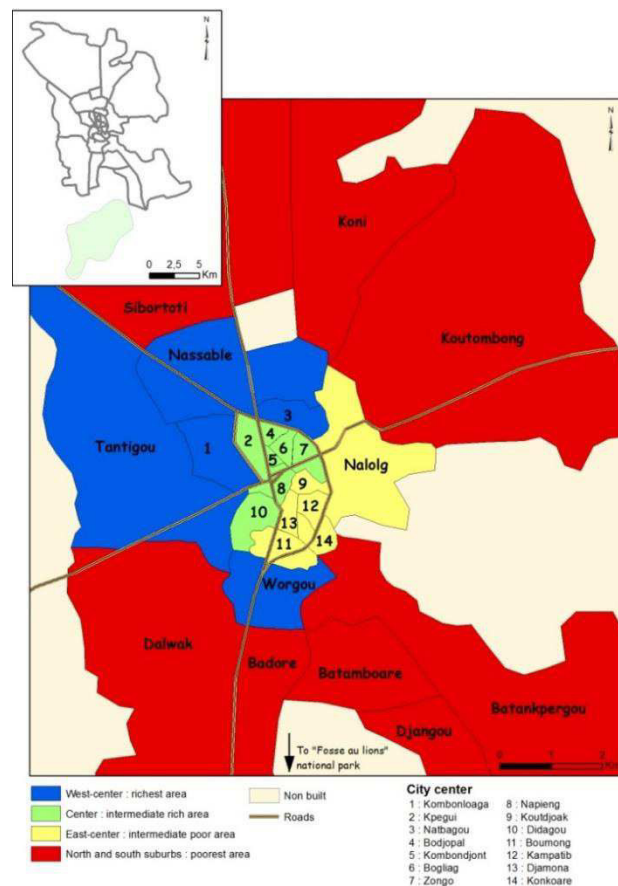 N
0 2,5 5
Km
N
Koni
Sibortoti
Koutombong
Nassable
3
Tantigou
1
2
4
6
7
5
Nalolg
8
9
10
12
13
11
14
Worgou
Dalwak
Badore
Batamboare
Batankpergou
Djangou
To "Fosse au lions"
national park
0 1 2
Km
West-center : richest area
Center : intermediate rich area
East-center : intermediate poor area
North and south suburbs : poorest area
Non built
Roads
City center
1 : Kombonloaga
2 : Kpegui
3 : Natbagou
4 : Bodjopal
5 : Kombondjont
6 : Bogliag
7 : Zongo
8 : Napieng
9 : Koutdjoak
10 : Didagou
11 : Boumong
12 : Kampatib
13 : Djamona
14 : Konkoare